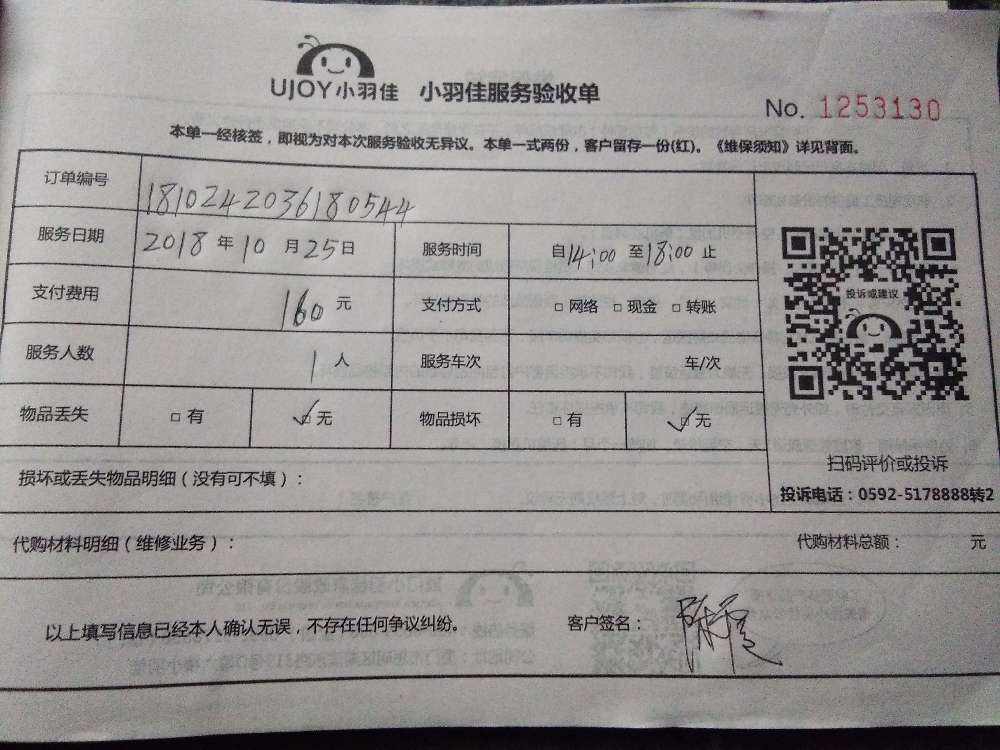 UJOY小羽佳 小羽佳服务验收单
No. 1253130
本单一经核签，即视为对本次服务验收无异议。本单一式两份，客户留存一份(红)。《维保须知》详见背面。
订单编号 1810242036180544
服务日期 2018 年 10 月 25 日 服务时间 自 14:00 至 18:00 止
支付费用 160 元 支付方式 □ 网络 □ 现金 □ 转账
服务人数 1 人 服务车次 车/次
物品丢失 □ 有 ☑ 无 物品损坏 □ 有 ☑ 无
投诉或建议
扫码评价或投诉
投诉电话：0592-5178888转2
损坏或丢失物品明细（没有可不填）：
代购材料明细（维修业务）： 代购材料总额： 元
以上填写信息已经本人确认无误，不存在任何争议纠纷。 客户签名：